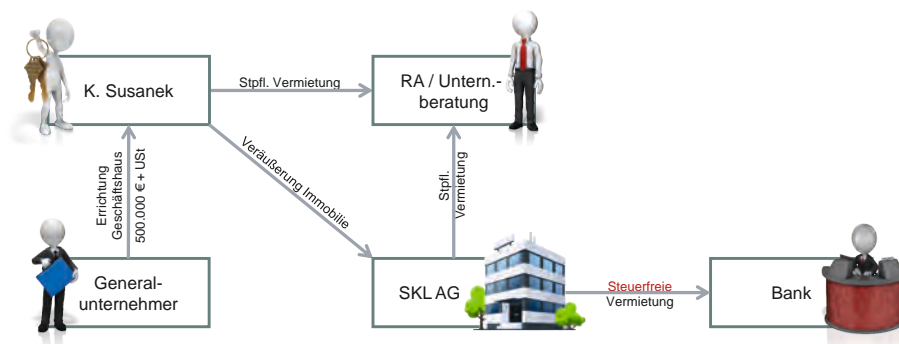 K. Susanek
Stpfl. Vermietung
RA / Untern.-
beratung
Errichtung
Geschäftshaus
500.000 € + USt
Veräußerung Immobilie
Stpfl.
Vermietung
General-
unternehmer
SKL AG
Steuerfreie
Vermietung
Bank